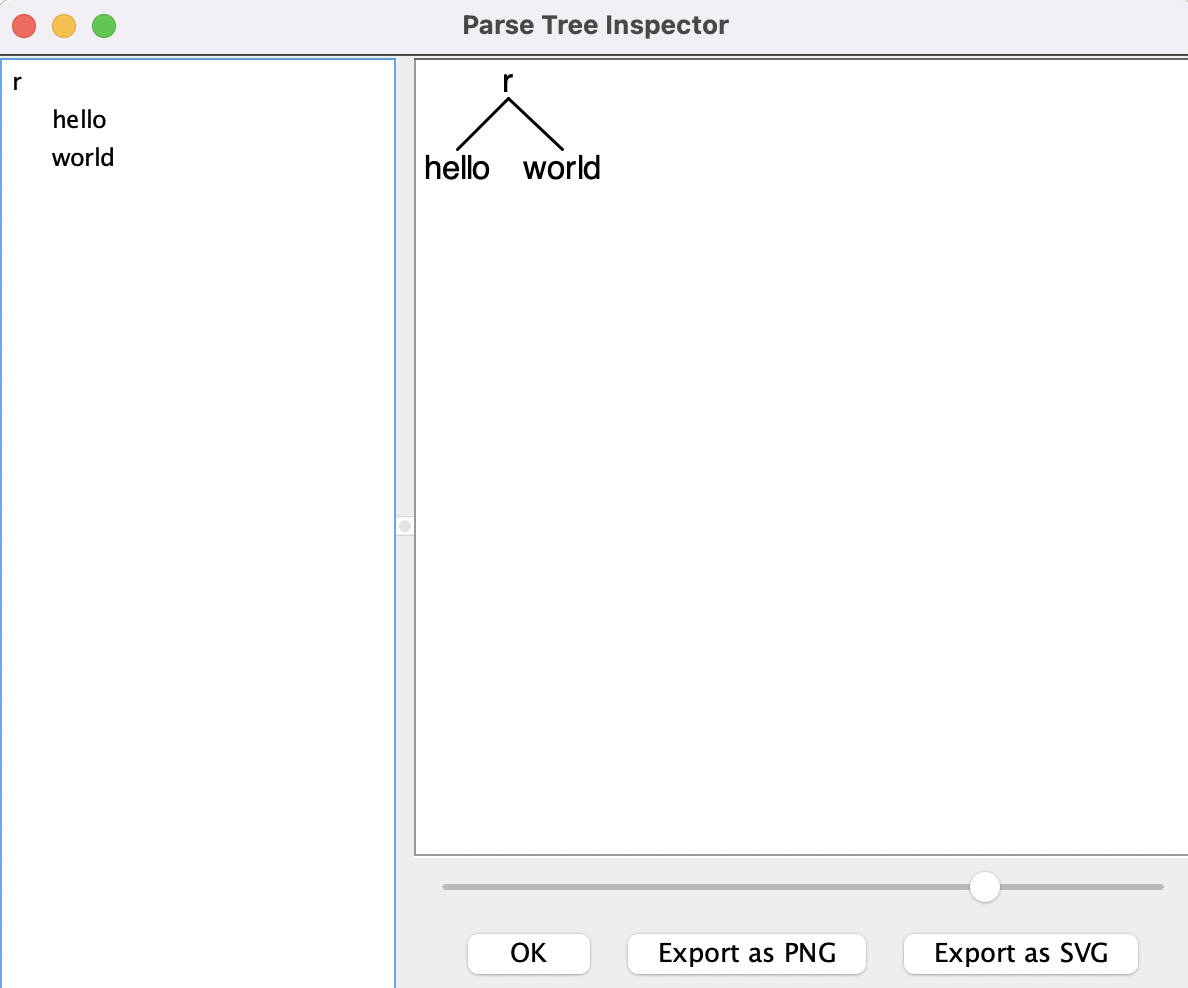 Parse Tree Inspector
r
hello
world
r
hello world
OK Export as PNG Export as SVG